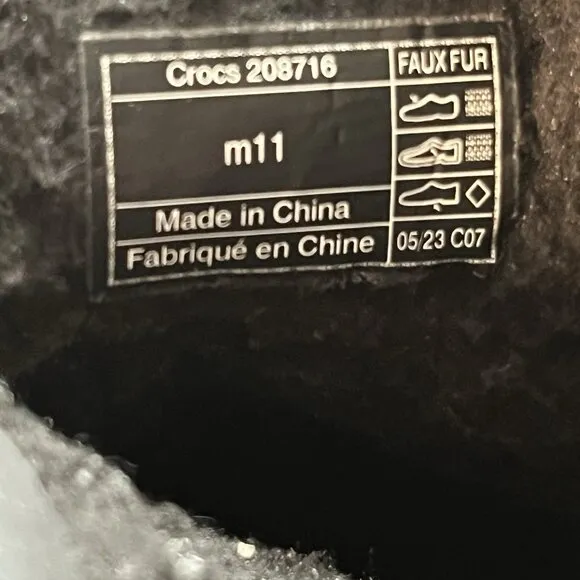 Crocs 208716
FAUX FUR
m11
Made in China
Fabriqué en Chine
05/23 C07